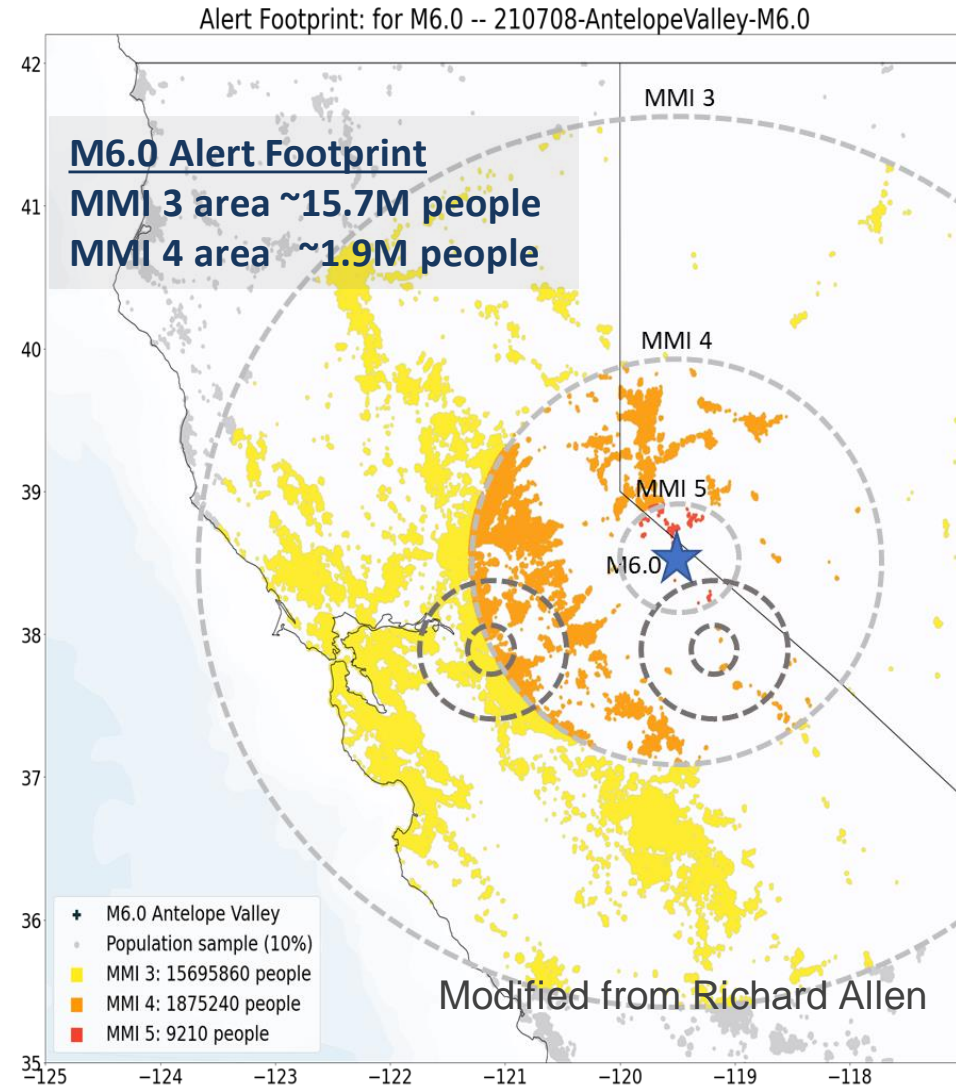 Alert Footprint: for M6.0 -- 210708-AntelopeValley-M6.0
42
MMI 3
M6.0 Alert Footprint
MMI 3 area ~15.7M people
MMI 4 area ~1.9M people
41
40
MMI 4
39
MMI 5
M6.0
38
37
36
M6.0 Antelope Valley
Population sample (10%)
MMI 3: 15695860 people
MMI 4: 1875240 people
MMI 5: 9210 people
Modified from Richard Allen
35
−125 −124 −123 −122 −121 −120 −119 −118